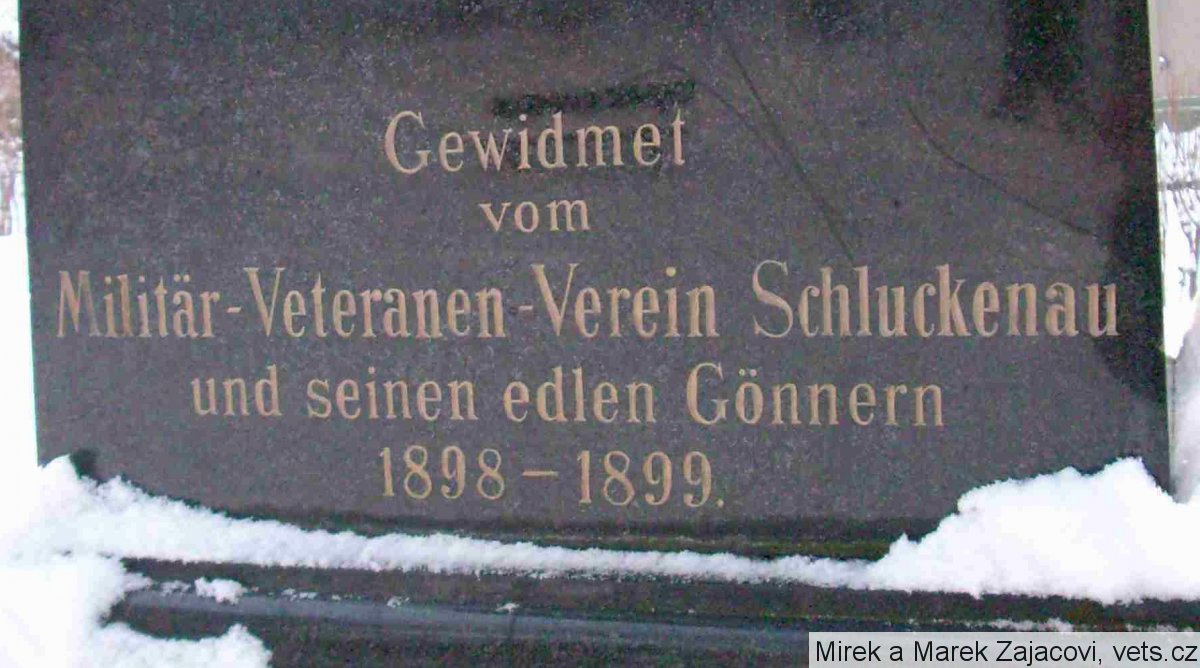 Gewidmet
vom
Militär-Veteranen-Verein Schluckenau
und seinen edlen Gönnern
1898 – 1899.
Mirek a Marek Zajacovi, vets.cz